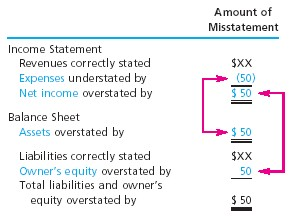 Amount of
Misstatement
Income Statement
Revenues correctly stated $XX
Expenses understated by (50)
Net income overstated by $ 50
Balance Sheet
Assets overstated by $ 50
Liabilities correctly stated $XX
Owner's equity overstated by 50
Total liabilities and owner's
equity overstated by $ 50